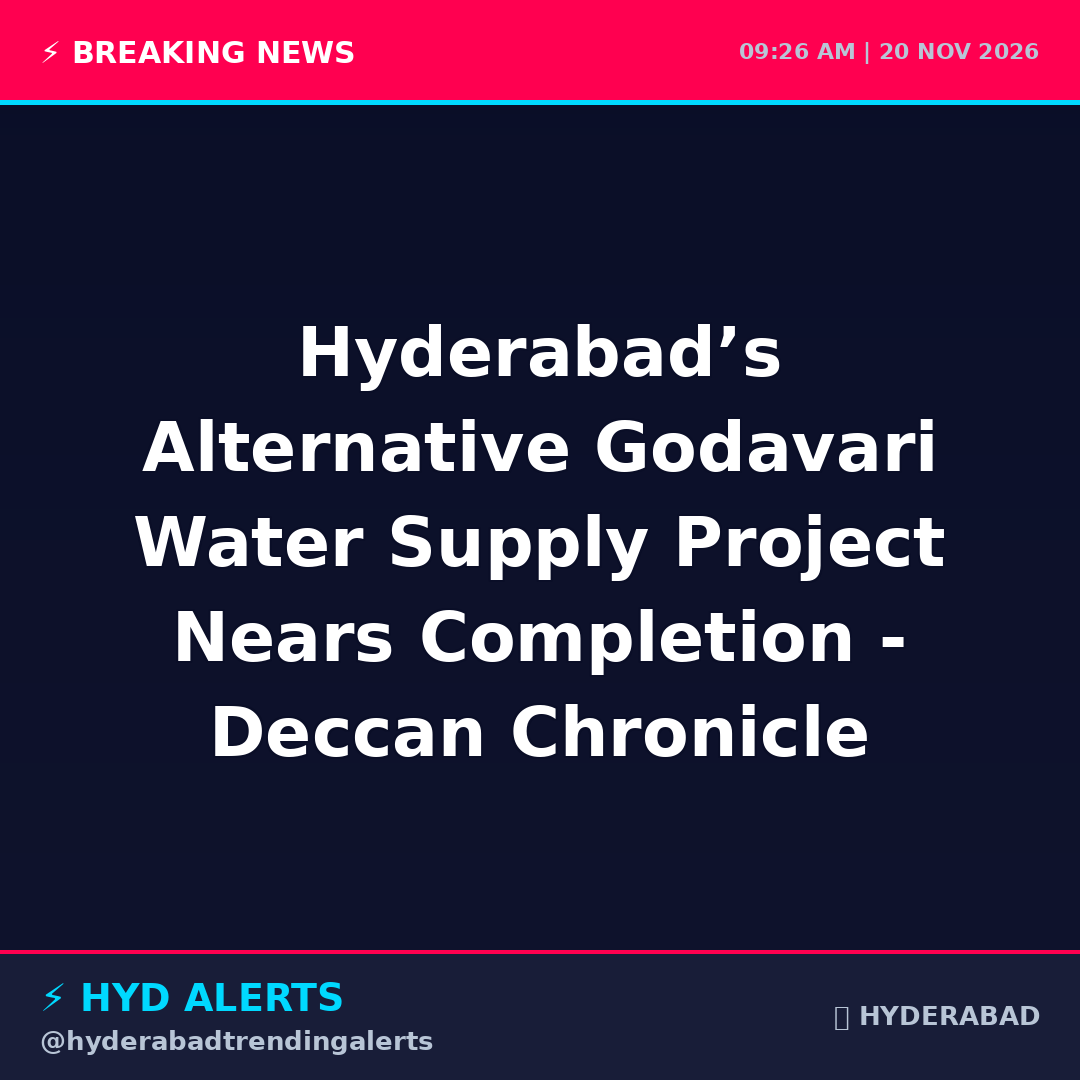 ⚡ BREAKING NEWS
09:26 AM | 20 NOV 2026
Hyderabad’s
Alternative Godavari
Water Supply Project
Nears Completion -
Deccan Chronicle
⚡ HYD ALERTS
@hyderabadtrendingalerts
HYDERABAD